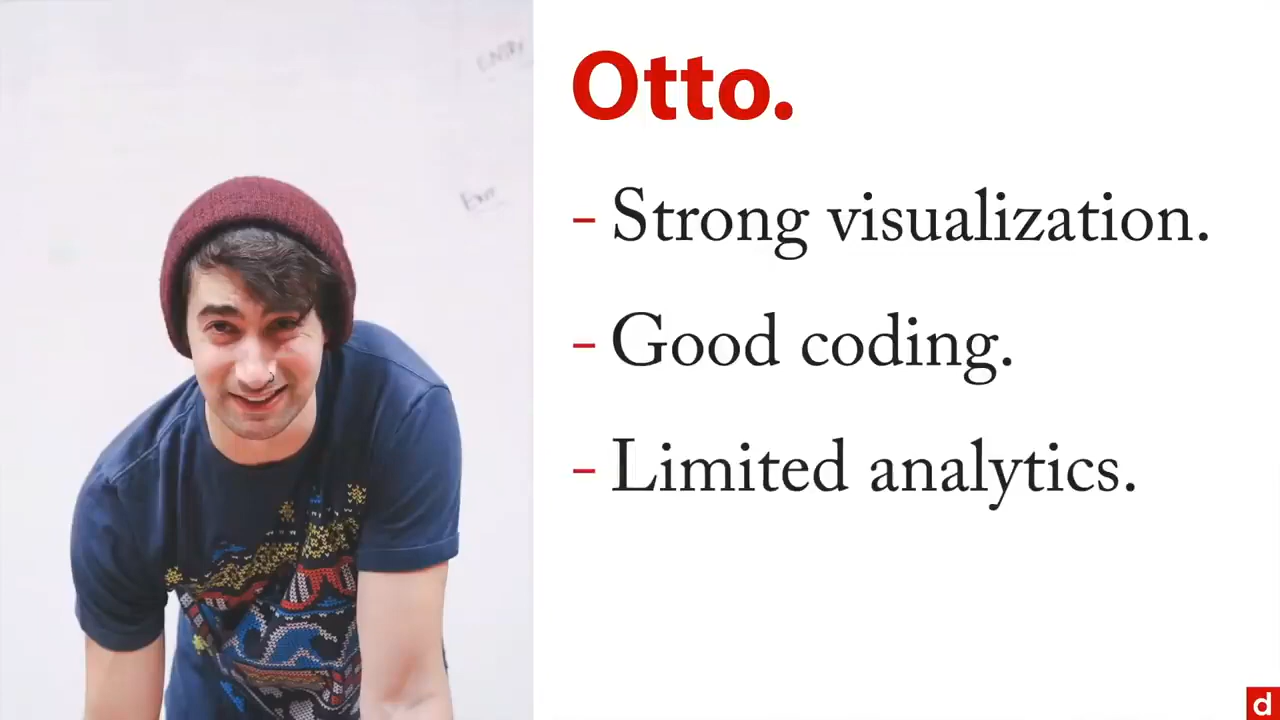 Otto.
- Strong visualization.
- Good coding.
- Limited analytics.
d